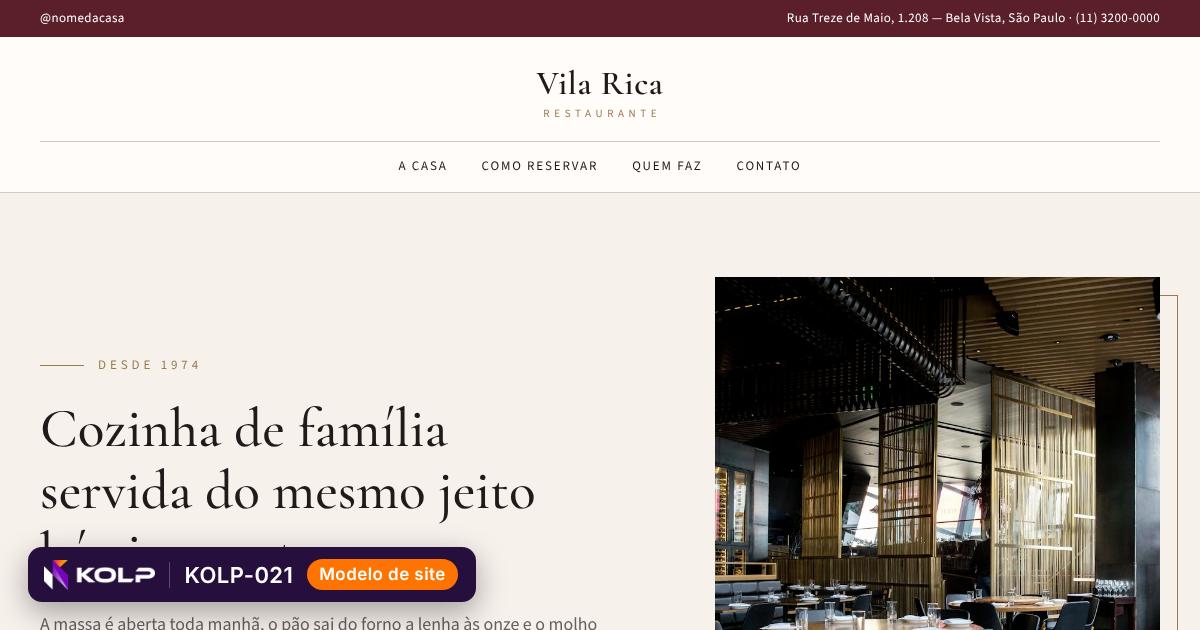 @nomedacasa
Rua Treze de Maio, 1.208 — Bela Vista, São Paulo · (11) 3200-0000
Vila Rica
RESTAURANTE
A CASA COMO RESERVAR QUEM FAZ CONTATO
DESDE 1974
Cozinha de família
servida do mesmo jeito
KOLP KOLP-021 Modelo de site
A massa é aberta toda manhã, o pão sai do forno a lenha às onze e o molho